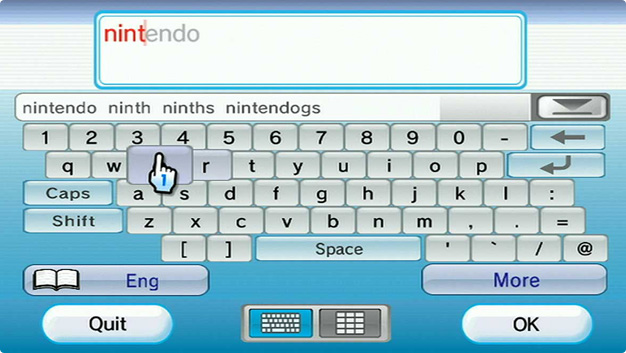 nintendo
nintendo ninth ninths nintendogs
1 2 3 4 5 6 7 8 9 0 -
q w r t y u i o p
Caps a s d f g h j k l :
Shift z x c v b n m , . =
[ ] Space ' ` / @
1
Eng More
Quit OK